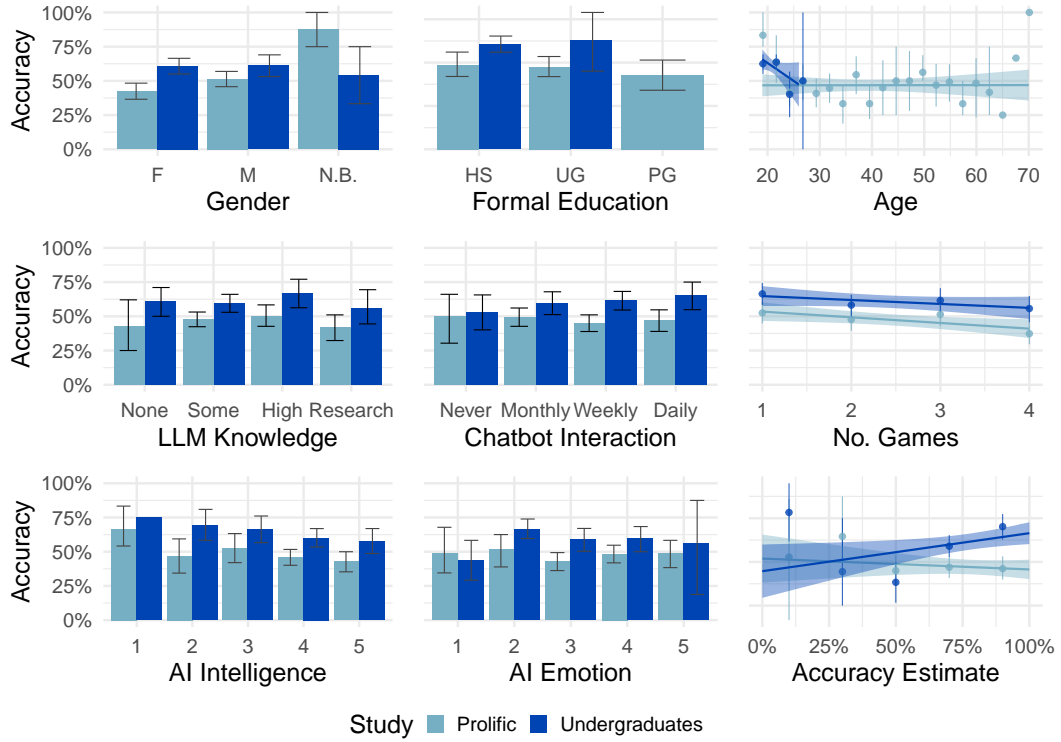 Accuracy
100%
75%
50%
25%
0%
F M N.B.
Gender
HS UG PG
Formal Education
20 30 40 50 60 70
Age
Accuracy
100%
75%
50%
25%
0%
None Some High Research
LLM Knowledge
Never Monthly Weekly Daily
Chatbot Interaction
1 2 3 4
No. Games
Accuracy
100%
75%
50%
25%
0%
1 2 3 4 5
AI Intelligence
1 2 3 4 5
AI Emotion
0% 25% 50% 75% 100%
Accuracy Estimate
Study Prolific Undergraduates